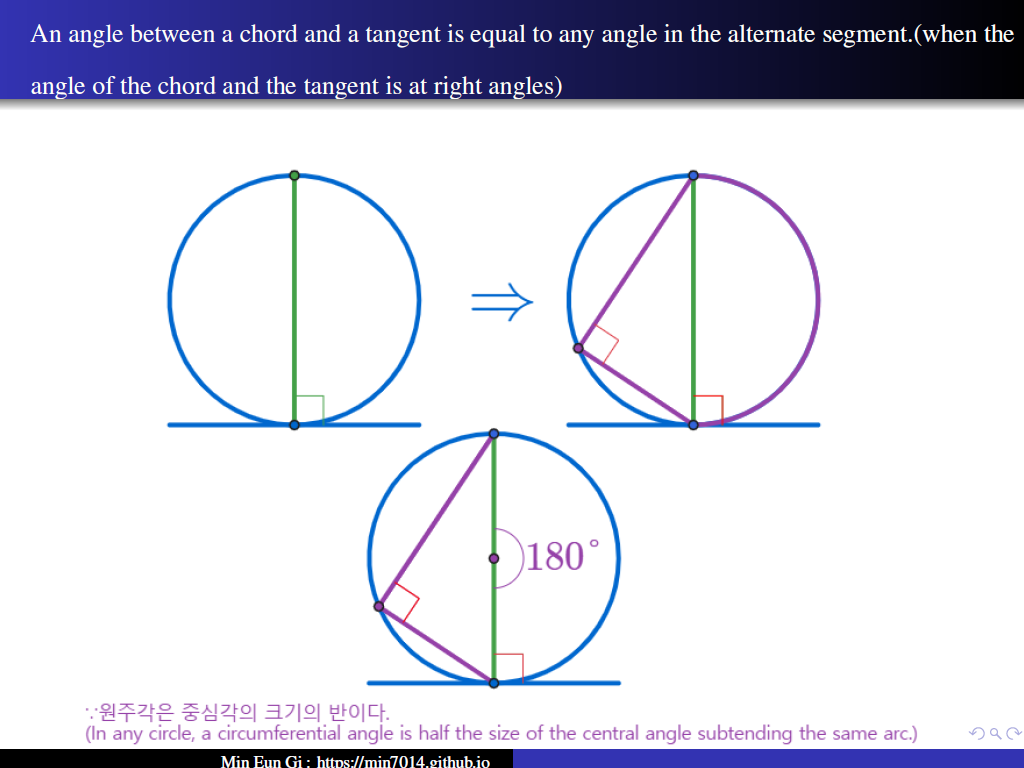 An angle between a chord and a tangent is equal to any angle in the alternate segment.(when the
angle of the chord and the tangent is at right angles)
⇒
180°
∵원주각은 중심각의 크기의 반이다.
(In any circle, a circumferential angle is half the size of the central angle subtending the same arc.)
Min Eun Gi : https://min7014.github.io